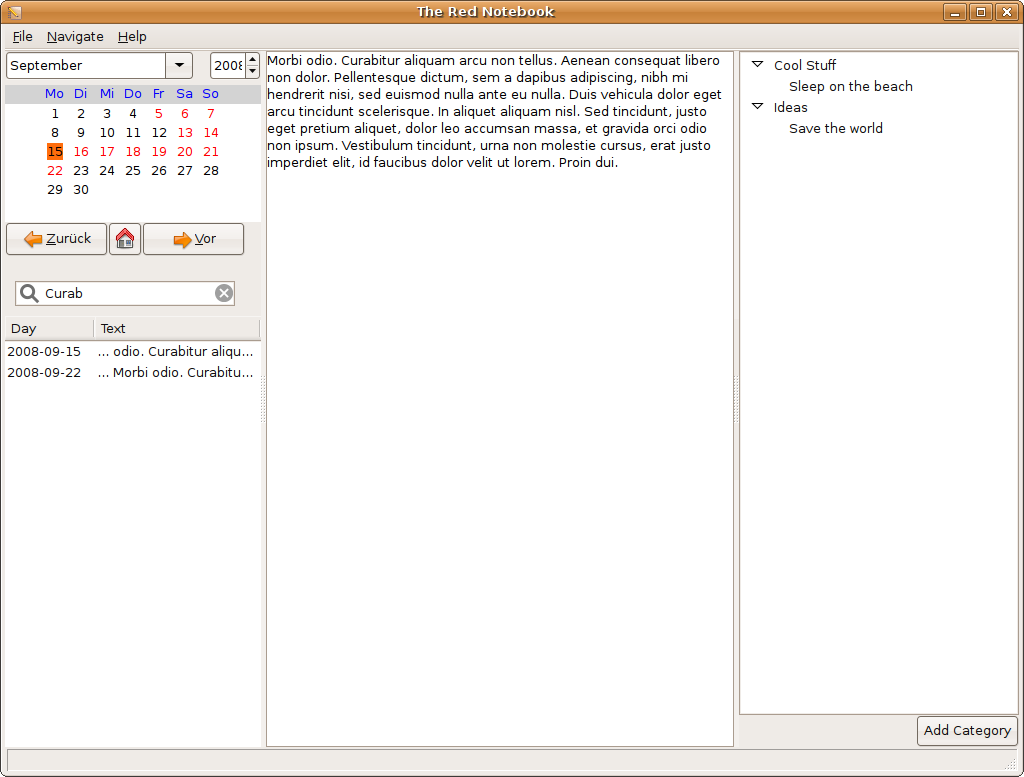 The Red Notebook
File Navigate Help
September 2008
Mo Di Mi Do Fr Sa So
1 2 3 4 5 6 7
8 9 10 11 12 13 14
15 16 17 18 19 20 21
22 23 24 25 26 27 28
29 30
Zurück Vor
Curab
Day Text
2008-09-15 ... odio. Curabitur aliqu...
2008-09-22 ... Morbi odio. Curabitu...
Morbi odio. Curabitur aliquam arcu non tellus. Aenean consequat libero
non dolor. Pellentesque dictum, sem a dapibus adipiscing, nibh mi
hendrerit nisi, sed euismod nulla ante eu nulla. Duis vehicula dolor eget
arcu tincidunt scelerisque. In aliquet aliquam nisl. Sed tincidunt, justo
eget pretium aliquet, dolor leo accumsan massa, et gravida orci odio
non ipsum. Vestibulum tincidunt, urna non molestie cursus, erat justo
imperdiet elit, id faucibus dolor velit ut lorem. Proin dui.
Cool Stuff
Sleep on the beach
Ideas
Save the world
Add Category